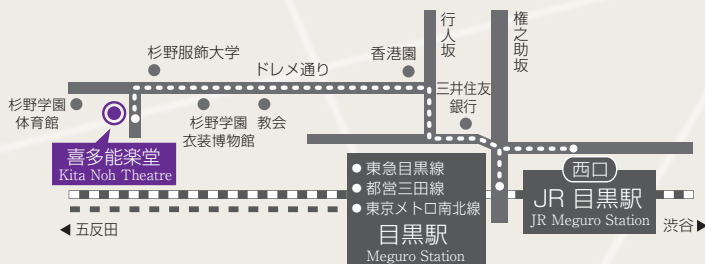 行人坂
権之助坂
杉野服飾大学
香港園
ドレメ通り
三井住友
銀行
杉野学園
体育館
杉野学園
衣装博物館
教会
喜多能楽堂
Kita Noh Theatre
東急目黒線
都営三田線
東京メトロ南北線
目黒駅
Meguro Station
西口
JR 目黒駅
JR Meguro Station
◀ 五反田
渋谷 ▶